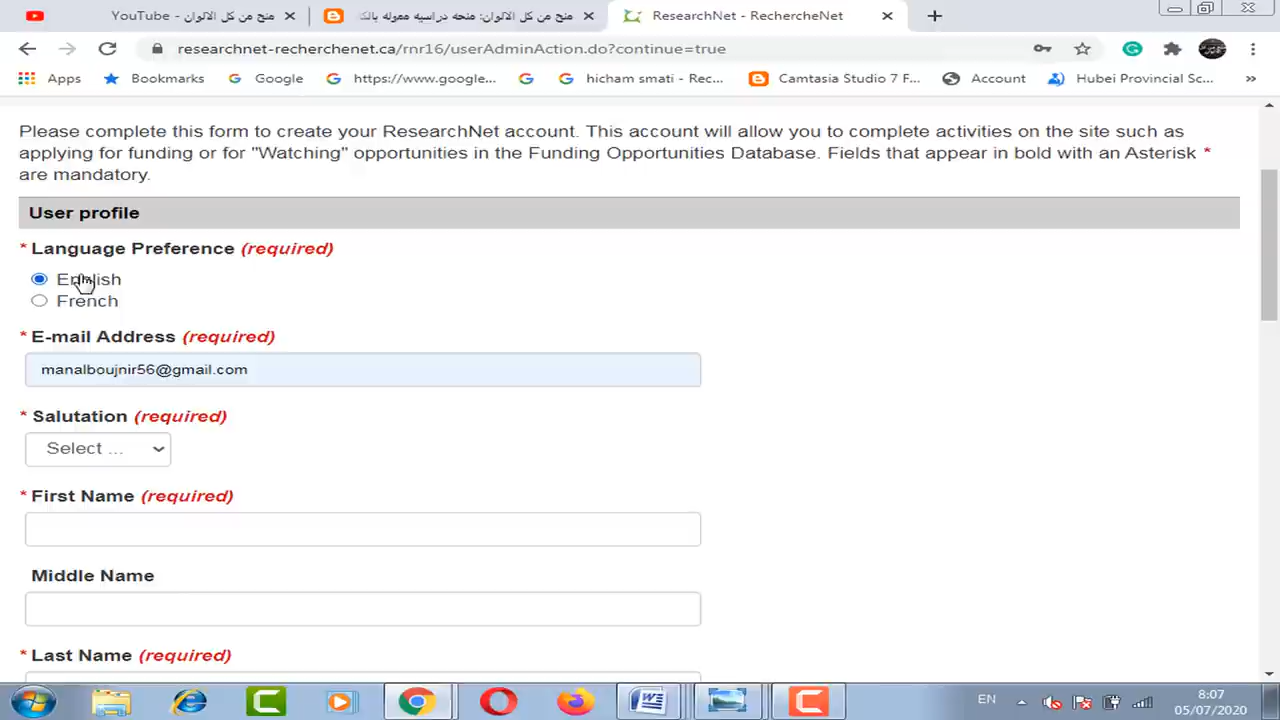 YouTube - منح من كل الالوان
منح من كل الالوان: منحه دراسيه مموله بالك
ResearchNet - RechercheNet
researchnet-recherchenet.ca/rnr16/userAdminAction.do?continue=true
Apps Bookmarks Google https://www.google... hicham smati - Rec... Camtasia Studio 7 F... Account Hubei Provincial Sc... »
Please complete this form to create your ResearchNet account. This account will allow you to complete activities on the site such as
applying for funding or for "Watching" opportunities in the Funding Opportunities Database. Fields that appear in bold with an Asterisk *
are mandatory.
User profile
* Language Preference (required)
English
French
* E-mail Address (required)
manalboujnir56@gmail.com
* Salutation (required)
Select ...
* First Name (required)
Middle Name
* Last Name (required)
EN
8:07
05/07/2020